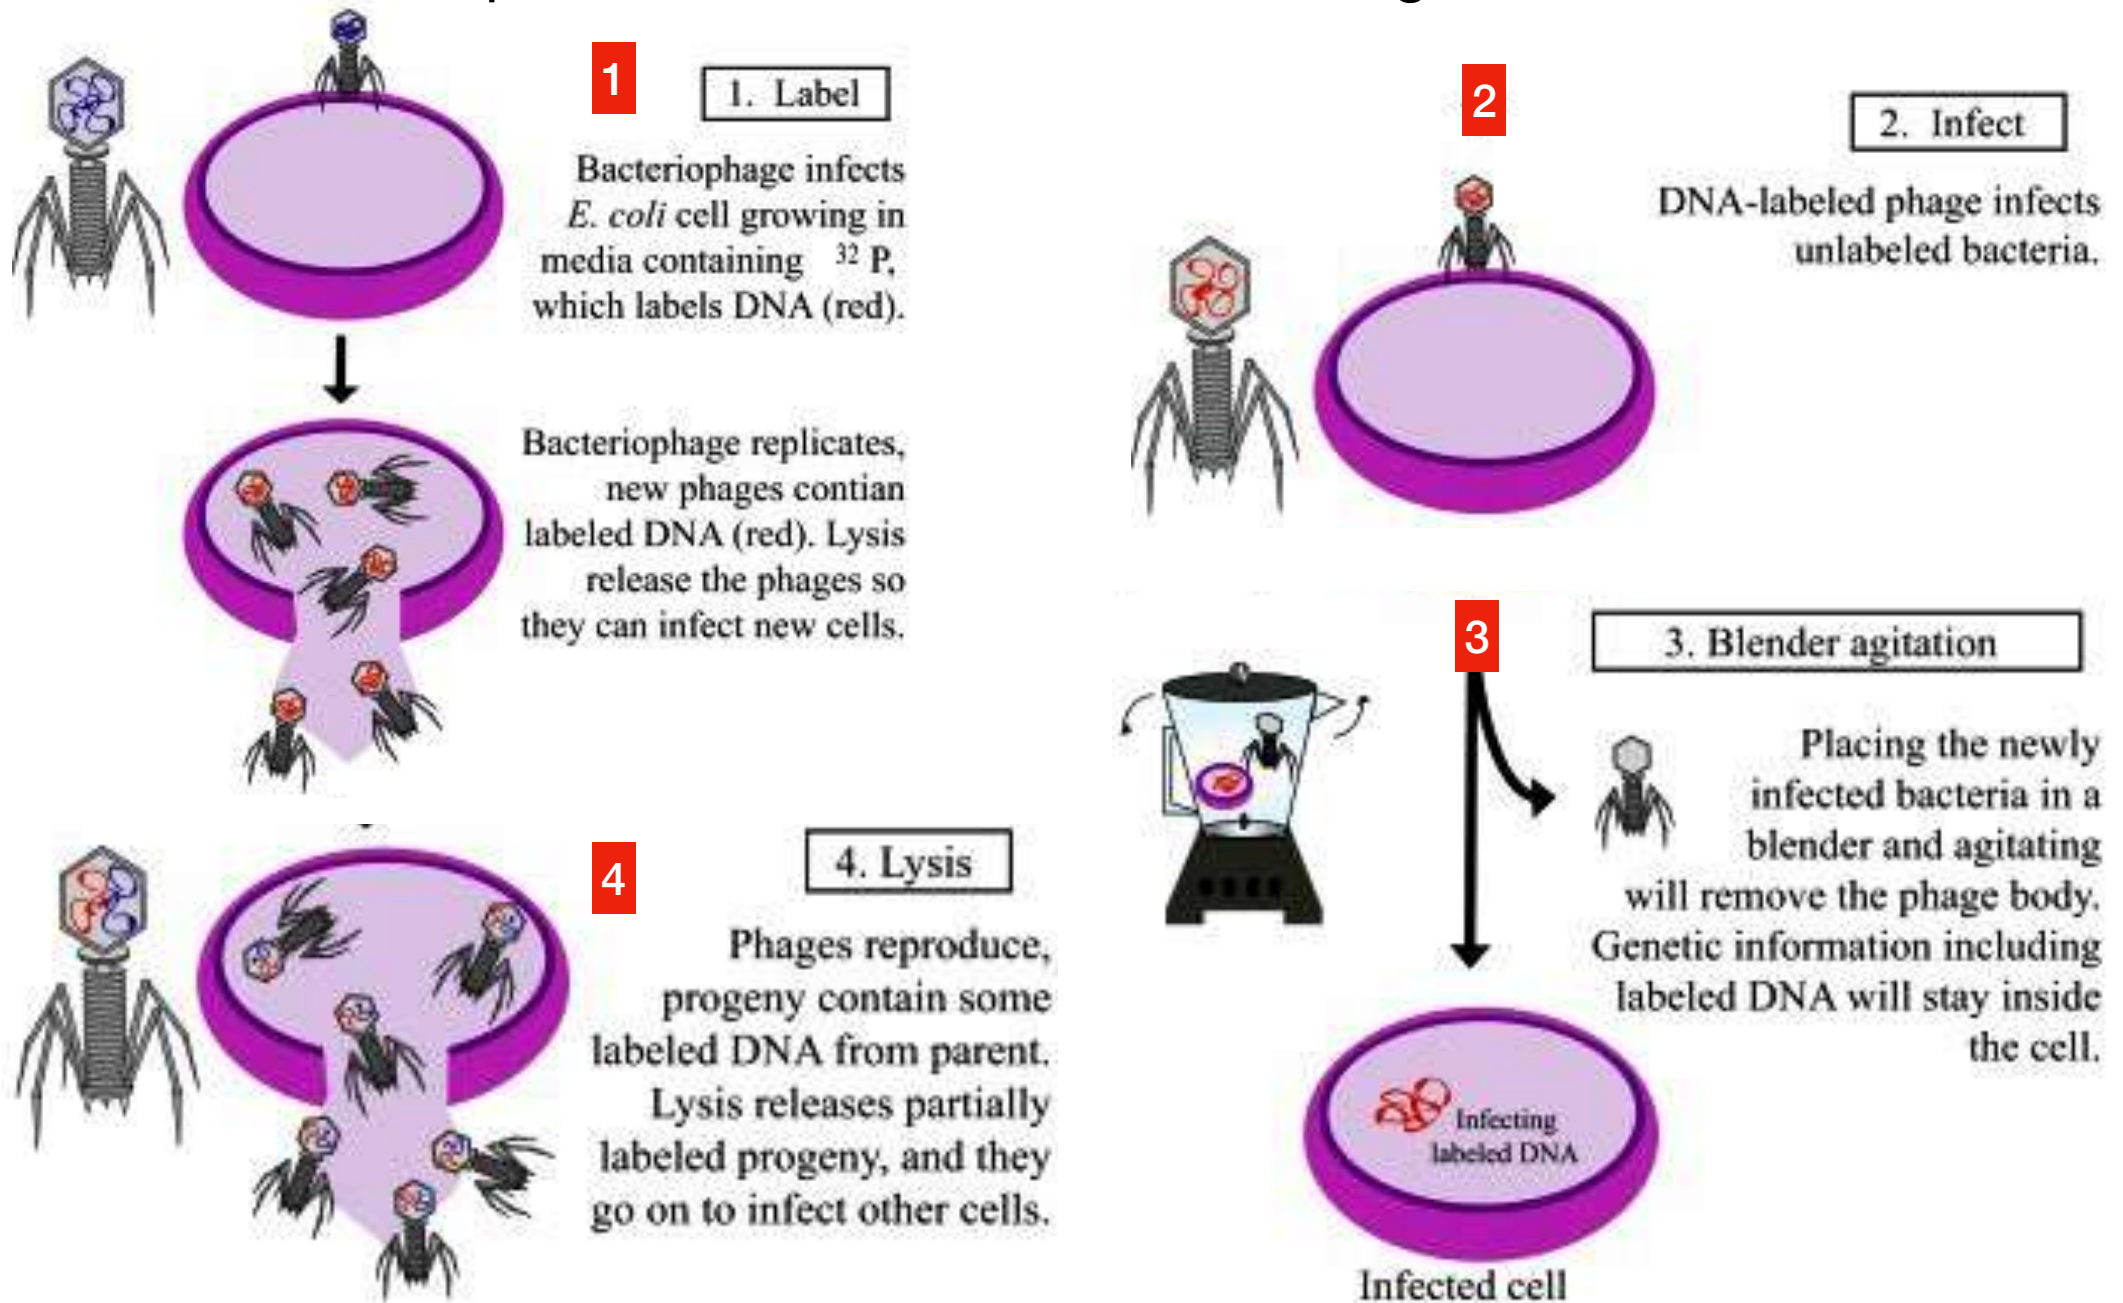 1
1. Label
Bacteriophage infects
E. coli cell growing in
media containing 32 P,
which labels DNA (red).
Bacteriophage replicates,
new phages contian
labeled DNA (red). Lysis
release the phages so
they can infect new cells.
2
2. Infect
DNA-labeled phage infects
unlabeled bacteria.
3
3. Blender agitation
Placing the newly
infected bacteria in a
blender and agitating
will remove the phage body.
Genetic information including
labeled DNA will stay inside
the cell.
Infecting
labeled DNA
Infected cell
4
4. Lysis
Phages reproduce,
progeny contain some
labeled DNA from parent.
Lysis releases partially
labeled progeny, and they
go on to infect other cells.